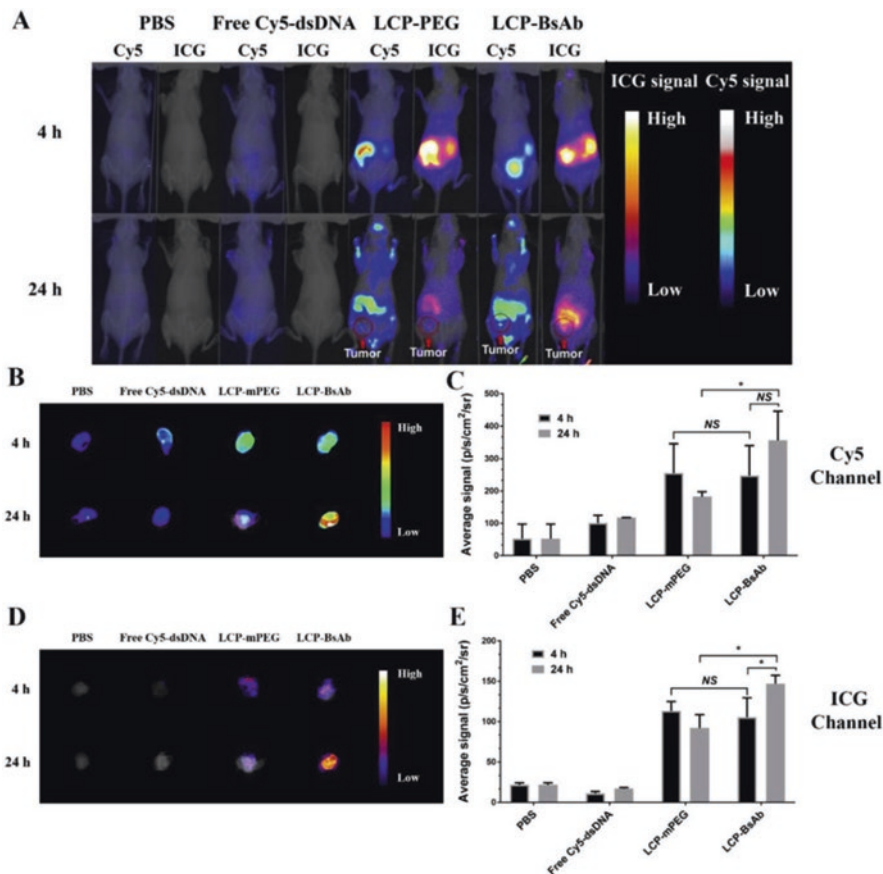 A
PBS Free Cy5-dsDNA LCP-PEG LCP-BsAb
Cy5 ICG Cy5 ICG Cy5 ICG Cy5 ICG
ICG signal Cy5 signal
High High
4 h
24 h
Low Low
Tumor Tumor Tumor Tumor
B
PBS Free Cy5-dsDNA LCP-mPEG LCP-BsAb
4 h
24 h
High
Low
C
Average signal (p/s/cm²/sr)
500
400
300
200
100
0
4 h
24 h
NS
*
NS
PBS
Free Cy5-dsDNA
LCP-mPEG
LCP-BsAb
Cy5
Channel
D
PBS Free Cy5-dsDNA LCP-mPEG LCP-BsAb
4 h
24 h
High
Low
E
Average signal (p/s/cm²/sr)
200
150
100
50
0
4 h
24 h
NS
*
*
PBS
Free Cy5-dsDNA
LCP-mPEG
LCP-BsAb
ICG
Channel